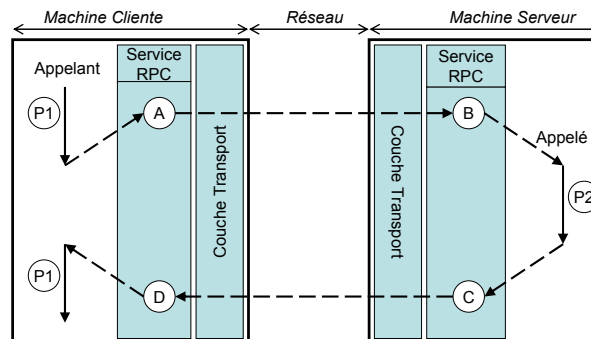 Machine Cliente
Réseau
Machine Serveur
Appelant
Service
RPC
Couche Transport
P1
A
P1
D
Couche Transport
Service
RPC
B
Appelé
P2
C